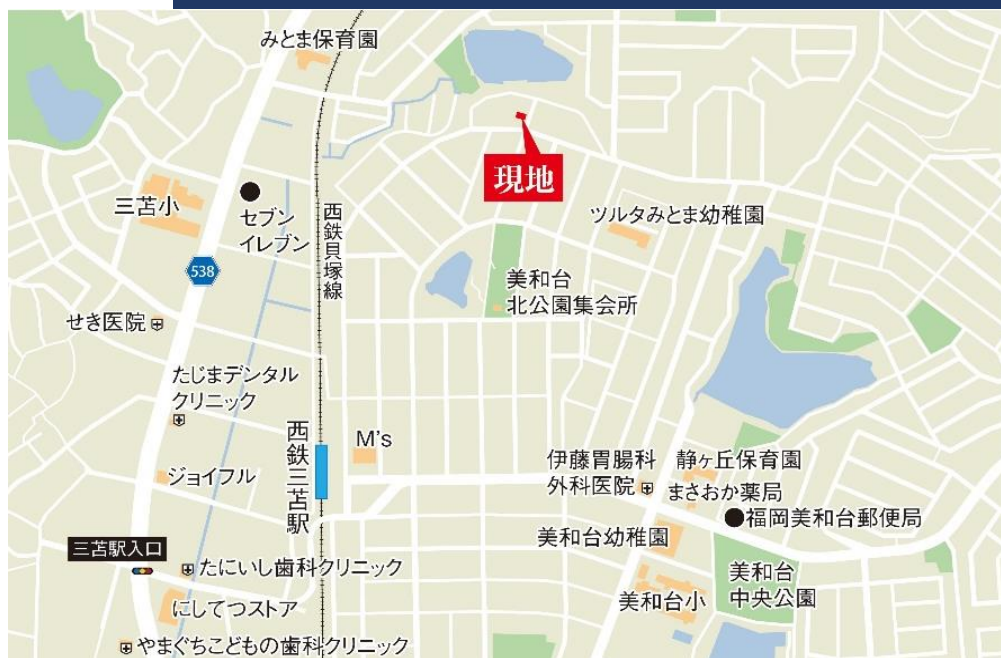 みとま保育園
現地
三苫小
セブン
イレブン
西鉄貝塚線
ツルタみとま幼稚園
538
美和台
北公園集会所
せき医院
たじまデンタル
クリニック
西鉄三苫駅
M's
ジョイフル
伊藤胃腸科
外科医院
静ヶ丘保育園
まさおか薬局
福岡美和台郵便局
美和台幼稚園
三苫駅入口
たにいし歯科クリニック
美和台
中央公園
美和台小
にしてつストア
やまぐちこどもの歯科クリニック